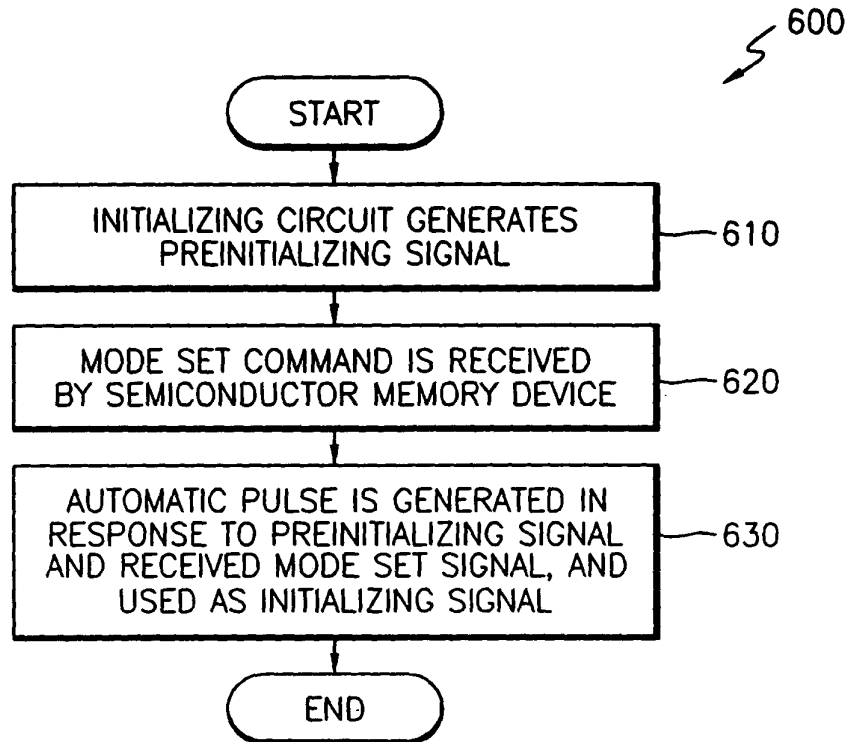 600
START
INITIALIZING CIRCUIT GENERATES
PREINITIALIZING SIGNAL
610
MODE SET COMMAND IS RECEIVED
BY SEMICONDUCTOR MEMORY DEVICE
620
AUTOMATIC PULSE IS GENERATED IN
RESPONSE TO PREINITIALIZING SIGNAL
AND RECEIVED MODE SET SIGNAL, AND
USED AS INITIALIZING SIGNAL
630
END